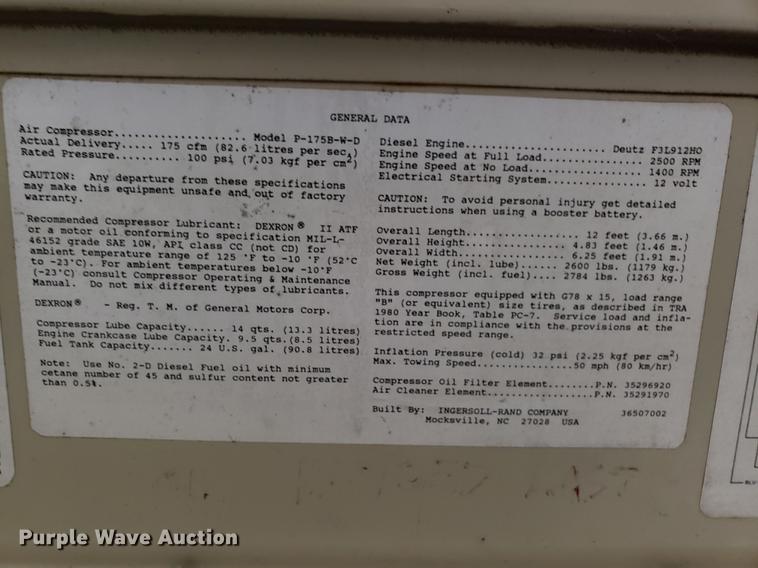 GENERAL DATA
Air Compressor.................. Model P-175B-W-D
Actual Delivery..... 175 cfm (82.6 litres per sec.)
Rated Pressure.......... 100 psi (7.03 kgf per cm²)
CAUTION: Any departure from these specifications
may make this equipment unsafe and out of factory
warranty.
Recommended Compressor Lubricant: DEXRON® II ATF
or a motor oil conforming to specification MIL-L-
46152 grade SAE 10W, API class CC (not CD) for
ambient temperature range of 125 °F to -10 °F (52°C
to -23°C). For ambient temperatures below -10°F
(-23°C) consult Compressor Operating & Maintenance
Manual. Do not mix different types of lubricants.
DEXRON® - Reg. T. M. of General Motors Corp.
Compressor Lube Capacity...... 14 qts. (13.3 litres)
Engine Crankcase Lube Capacity. 9.5 qts.(8.5 litres)
Fuel Tank Capacity....... 24 U.S. gal. (90.8 litres)
Note: Use No. 2-D Diesel Fuel oil with minimum
cetane number of 45 and sulfur content not greater
than 0.5%.
Diesel Engine...................... Deutz F3L912HO
Engine Speed at Full Load................ 2500 RPM
Engine Speed at No Load.................. 1400 RPM
Electrical Starting System................ 12 volt
CAUTION: To avoid personal injury get detailed
instructions when using a booster battery.
Overall Length................. 12 feet (3.66 m.)
Overall Height............... 4.83 feet (1.46 m.)
Overall Width................ 6.25 feet (1.91 m.)
Net Weight (incl. lube)...... 2600 lbs. (1179 kg.)
Gross Weight (incl. fuel).... 2784 lbs. (1263 kg.)
This compressor equipped with G78 x 15, load range
"B" (or equivalent) size tires, as described in TRA
1980 Year Book, Table PC-7. Service load and infla-
tion are in compliance with the provisions at the
restricted speed range.
Inflation Pressure (cold) 32 psi (2.25 kgf per cm²)
Max. Towing Speed................50 mph (80 km/hr)
Compressor Oil Filter Element........P.N. 35296920
Air Cleaner Element..................P.N. 35291970
Built By: INGERSOLL-RAND COMPANY 36507002
Mocksville, NC 27028 USA
Purple Wave Auction